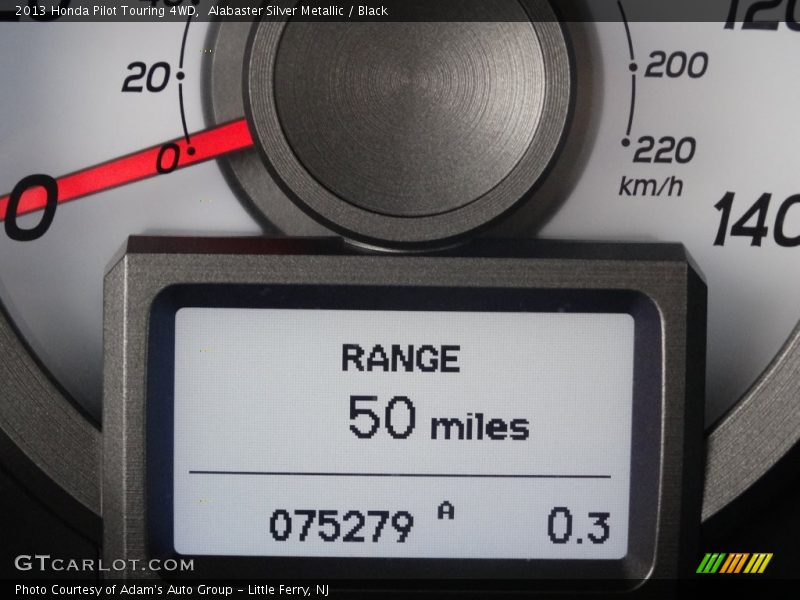 2013 Honda Pilot Touring 4WD,  Alabaster Silver Metallic / Black
20
0
0
200
220
km/h
140
RANGE
50 miles
075279 A 0.3
GTCARLOT.COM
Photo Courtesy of Adam's Auto Group - Little Ferry, NJ